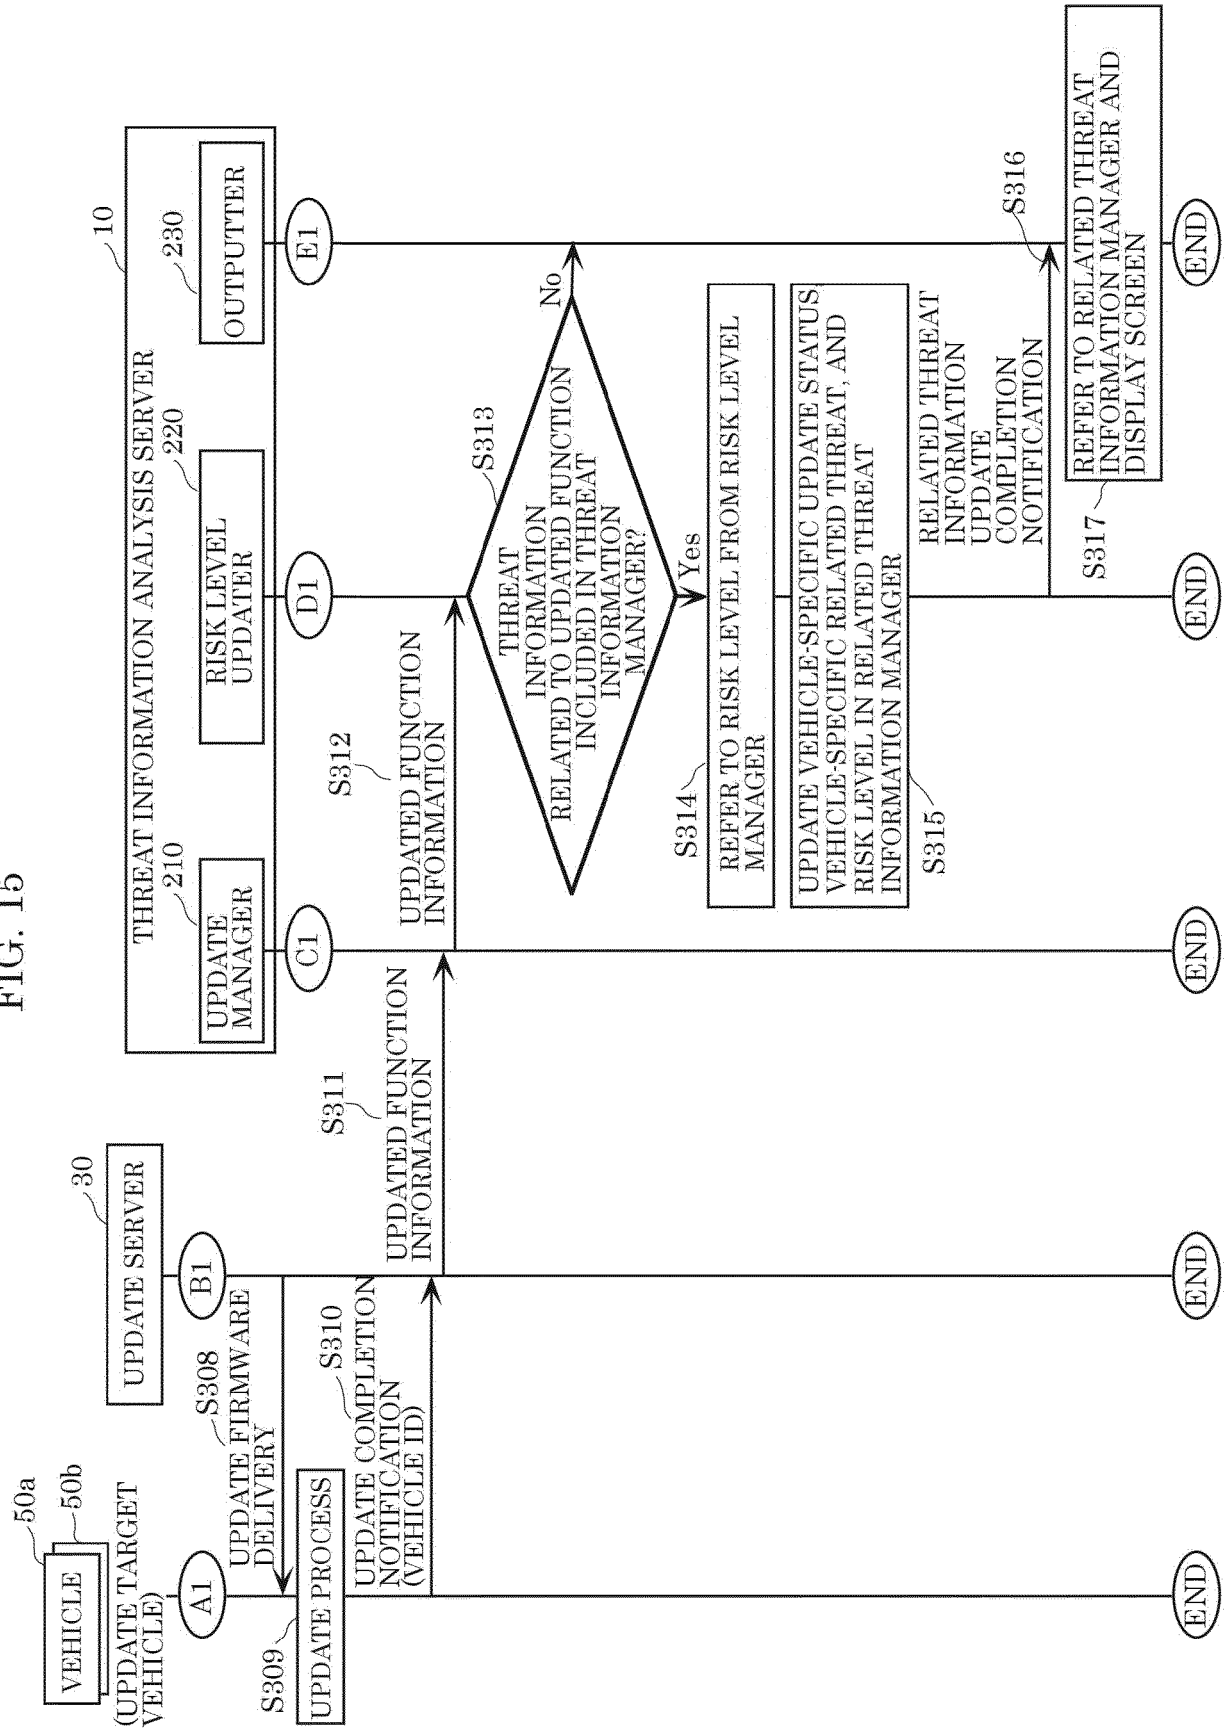 FIG. 15
50a
50b
VEHICLE
(UPDATE TARGET
VEHICLE)
30
UPDATE SERVER
10
THREAT INFORMATION ANALYSIS SERVER
210
UPDATE
MANAGER
220
RISK LEVEL
UPDATER
230
OUTPUTTER
A1
B1
C1
D1
E1
S308
UPDATE FIRMWARE
DELIVERY
S309
UPDATE PROCESS
S310
UPDATE COMPLETION
NOTIFICATION
(VEHICLE ID)
S311
UPDATED FUNCTION
INFORMATION
S312
UPDATED FUNCTION
INFORMATION
S313
THREAT
INFORMATION
RELATED TO UPDATED FUNCTION
INCLUDED IN THREAT
INFORMATION
MANAGER?
No
Yes
S314
REFER TO RISK LEVEL FROM RISK LEVEL
MANAGER
UPDATE VEHICLE-SPECIFIC UPDATE STATUS,
VEHICLE-SPECIFIC RELATED THREAT, AND
RISK LEVEL IN RELATED THREAT
INFORMATION MANAGER
S315
RELATED THREAT
INFORMATION
UPDATE
COMPLETION
NOTIFICATION
S316
REFER TO RELATED THREAT
INFORMATION MANAGER AND
DISPLAY SCREEN
S317
END
END
END
END
END